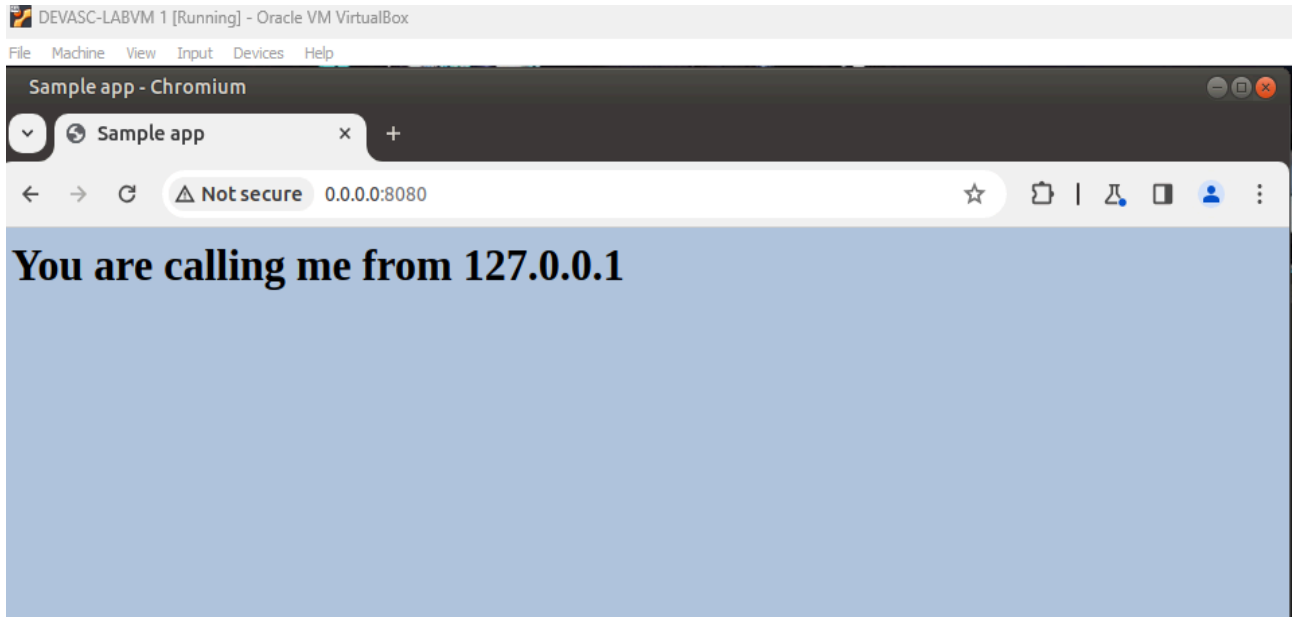 DEVASC-LABVM 1 [Running] - Oracle VM VirtualBox
File Machine View Input Devices Help
Sample app - Chromium
Sample app
Not secure 0.0.0.0:8080
You are calling me from 127.0.0.1